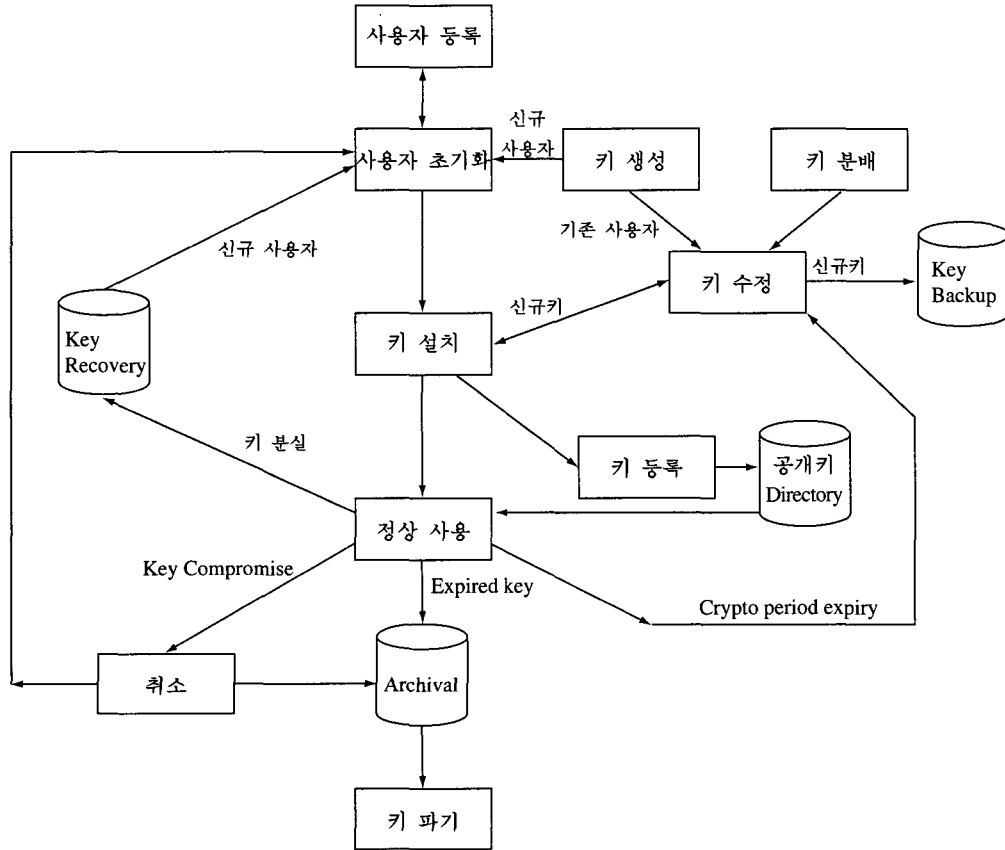 사용자 등록
신규
사용자
사용자 초기화
키 생성
키 분배
기존 사용자
신규 사용자
키 수정
신규키
Key
Backup
신규키
Key
Recovery
키 설치
키 분실
키 등록
공개키
Directory
정상 사용
Key Compromise
Expired key
Crypto period expiry
취소
Archival
키 파기